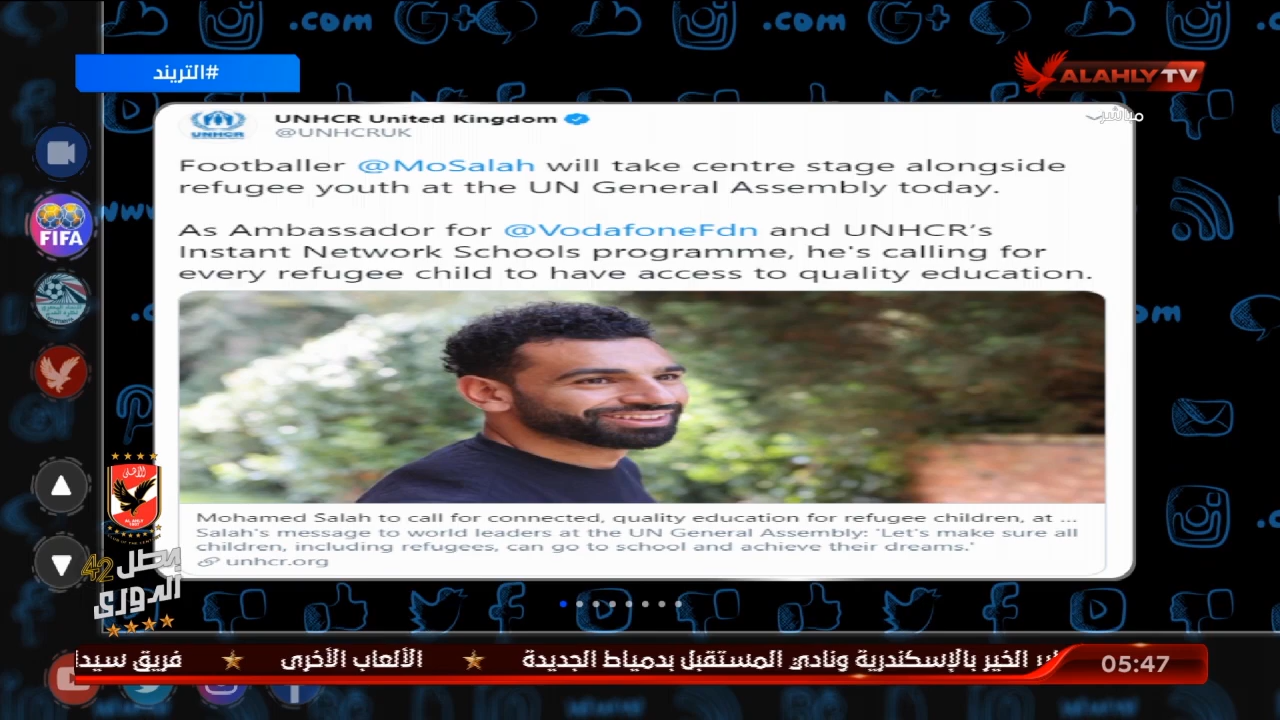 #التريند
ALAHLY TV
مباشر
UNHCR
UNHCR United Kingdom
@UNHCRUK
Footballer @MoSalah will take centre stage alongside
refugee youth at the UN General Assembly today.
As Ambassador for @VodafoneFdn and UNHCR’s
Instant Network Schools programme, he's calling for
every refugee child to have access to quality education.
Mohamed Salah to call for connected, quality education for refugee children, at ...
Salah's message to world leaders at the UN General Assembly: 'Let's make sure all
children, including refugees, can go to school and achieve their dreams.'
unhcr.org
FIFA
.com
.com
www
بطل
42
الدوري
الخير بالإسكندرية ونادي المستقبل بدمياط الجديدة
الألعاب الأخرى
فريق
05:47